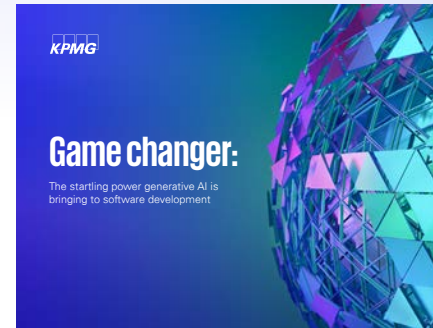 KPMG
Game changer:
The startling power generative AI is
bringing to software development